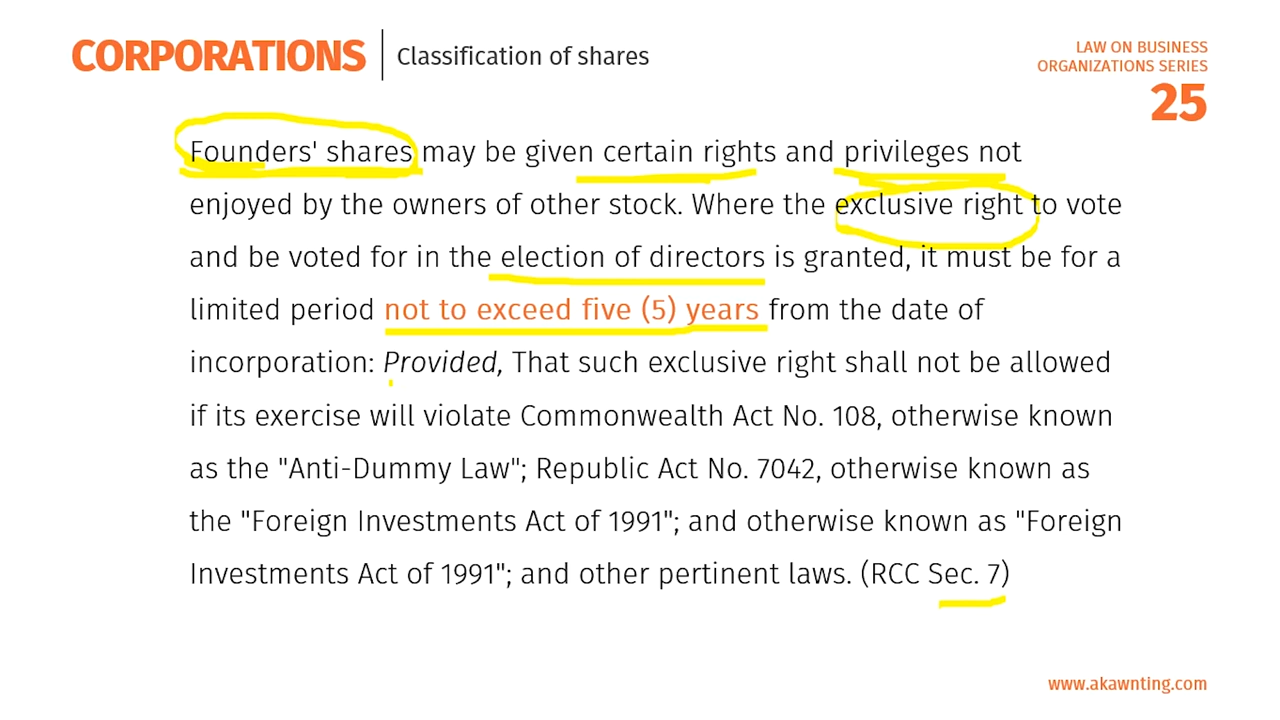 CORPORATIONS
Classification of shares
LAW ON BUSINESS
ORGANIZATIONS SERIES
25
Founders' shares may be given certain rights and privileges not
enjoyed by the owners of other stock. Where the exclusive right to vote
and be voted for in the election of directors is granted, it must be for a
limited period not to exceed five (5) years from the date of
incorporation: Provided, That such exclusive right shall not be allowed
if its exercise will violate Commonwealth Act No. 108, otherwise known
as the "Anti-Dummy Law"; Republic Act No. 7042, otherwise known as
the "Foreign Investments Act of 1991"; and otherwise known as "Foreign
Investments Act of 1991"; and other pertinent laws. (RCC Sec. 7)
www.akawnting.com